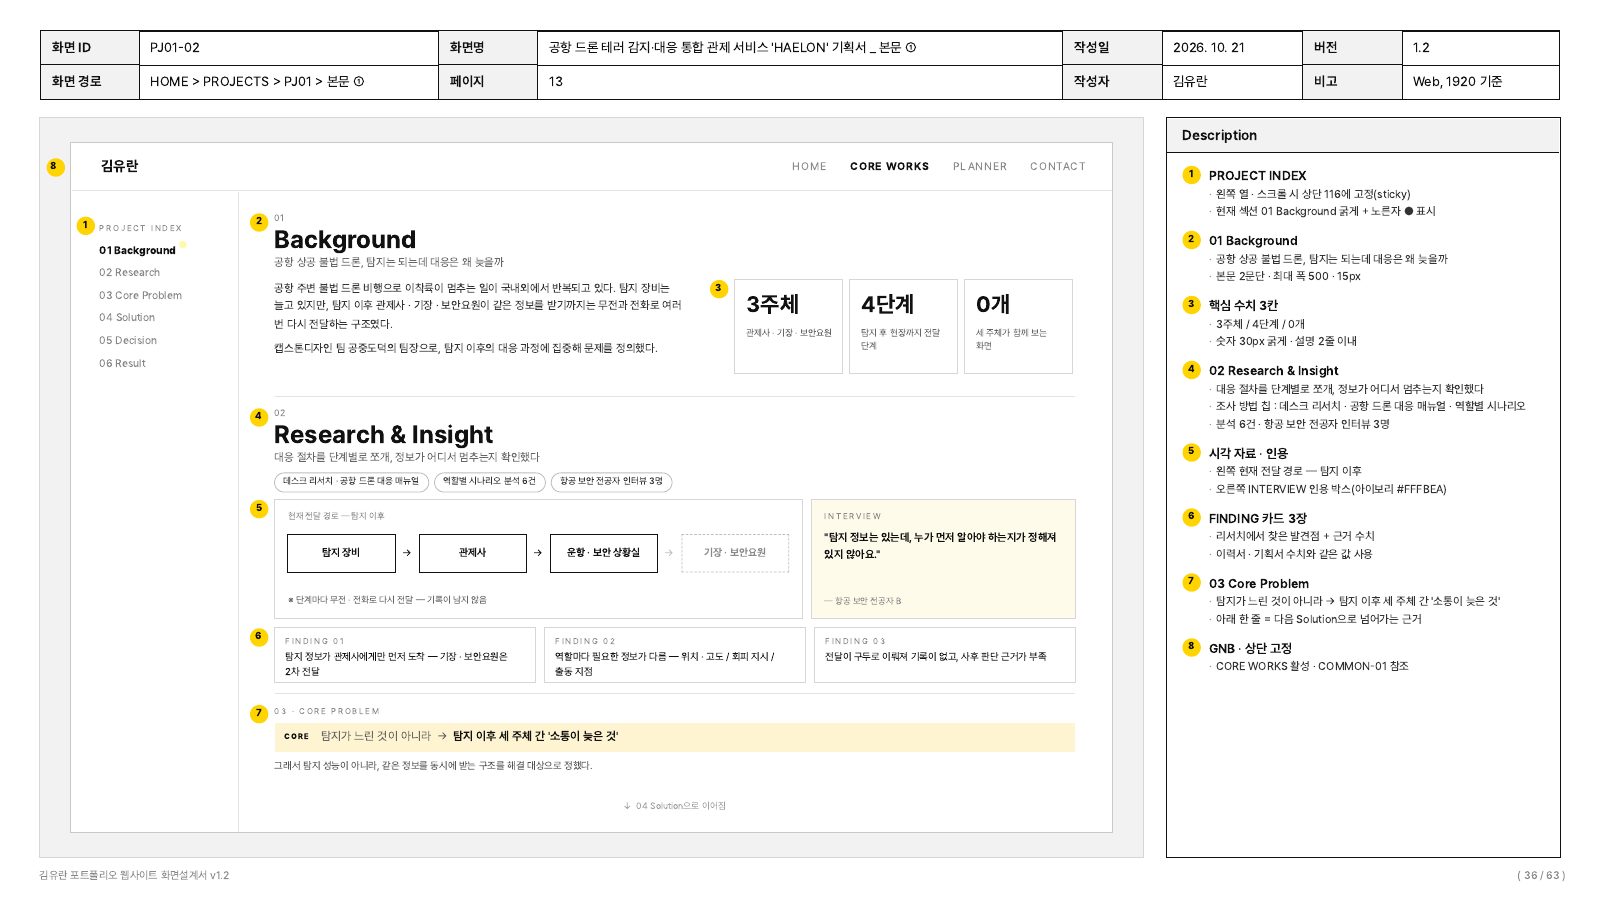 화면 ID
PJ01-02
화면명
공항 드론 테러 감지·대응 통합 관제 서비스 'HAELON' 기획서 _ 본문 ①
작성일
2026. 10. 21
버전
1.2
화면 경로
HOME > PROJECTS > PJ01 > 본문 ①
페이지
13
작성자
김유란
비고
Web, 1920 기준
8
김유란
HOME
CORE WORKS
PLANNER
CONTACT
1
PROJECT INDEX
01 Background
02 Research
03 Core Problem
04 Solution
05 Decision
06 Result
2
01
Background
공항 상공 불법 드론, 탐지는 되는데 대응은 왜 늦을까
공항 주변 불법 드론 비행으로 이착륙이 멈추는 일이 국내외에서 반복되고 있다. 탐지 장비는
늘고 있지만, 탐지 이후 관제사 · 기장 · 보안요원이 같은 정보를 받기까지는 무전과 전화로 여러
번 다시 전달하는 구조였다.
캡스톤디자인 팀 공중도덕의 팀장으로, 탐지 이후의 대응 과정에 집중해 문제를 정의했다.
3
3주체
관제사 · 기장 · 보안요원
4단계
탐지 후 현장까지 전달
단계
0개
세 주체가 함께 보는
화면
4
02
Research & Insight
대응 절차를 단계별로 쪼개, 정보가 어디서 멈추는지 확인했다
데스크 리서치 · 공항 드론 대응 매뉴얼
역할별 시나리오 분석 6건
항공 보안 전공자 인터뷰 3명
5
현재 전달 경로 — 탐지 이후
탐지 장비
→
관제사
→
운항 · 보안 상황실
→
기장 · 보안요원
※ 단계마다 무전 · 전화로 다시 전달 — 기록이 남지 않음
INTERVIEW
"탐지 정보는 있는데, 누가 먼저 알아야 하는지가 정해져
있지 않아요."
— 항공 보안 전공자 B
6
FINDING 01
탐지 정보가 관제사에게만 먼저 도착 — 기장 · 보안요원은
2차 전달
FINDING 02
역할마다 필요한 정보가 다름 — 위치 · 고도 / 회피 지시 /
출동 지점
FINDING 03
전달이 구두로 이뤄져 기록이 없고, 사후 판단 근거가 부족
7
03 · CORE PROBLEM
CORE 탐지가 느린 것이 아니라 → 탐지 이후 세 주체 간 '소통이 늦은 것'
그래서 탐지 성능이 아니라, 같은 정보를 동시에 받는 구조를 해결 대상으로 정했다.
↓ 04 Solution으로 이어짐
Description
1 PROJECT INDEX
· 왼쪽 열 · 스크롤 시 상단 116에 고정(sticky)
· 현재 섹션 01 Background 굵게 + 노른자 ● 표시
2 01 Background
· 공항 상공 불법 드론, 탐지는 되는데 대응은 왜 늦을까
· 본문 2문단 · 최대 폭 500 · 15px
3 핵심 수치 3칸
· 3주체 / 4단계 / 0개
· 숫자 30px 굵게 · 설명 2줄 이내
4 02 Research & Insight
· 대응 절차를 단계별로 쪼개, 정보가 어디서 멈추는지 확인했다
· 조사 방법 칩 : 데스크 리서치 · 공항 드론 대응 매뉴얼 · 역할별 시나리오
· 분석 6건 · 항공 보안 전공자 인터뷰 3명
5 시각 자료 · 인용
· 왼쪽 현재 전달 경로 — 탐지 이후
· 오른쪽 INTERVIEW 인용 박스(아이보리 #FFFBEA)
6 FINDING 카드 3장
· 리서치에서 찾은 발견점 + 근거 수치
· 이력서 · 기획서 수치와 같은 값 사용
7 03 Core Problem
· 탐지가 느린 것이 아니라 → 탐지 이후 세 주체 간 '소통이 늦은 것'
· 아래 한 줄 = 다음 Solution으로 넘어가는 근거
8 GNB · 상단 고정
· CORE WORKS 활성 · COMMON-01 참조
김유란 포트폴리오 웹사이트 화면설계서 v1.2
( 36 / 63 )